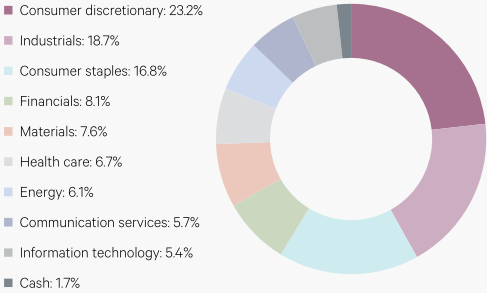 Consumer discretionary: 23.2%
Industrials: 18.7%
Consumer staples: 16.8%
Financials: 8.1%
Materials: 7.6%
Health care: 6.7%
Energy: 6.1%
Communication services: 5.7%
Information technology: 5.4%
Cash: 1.7%